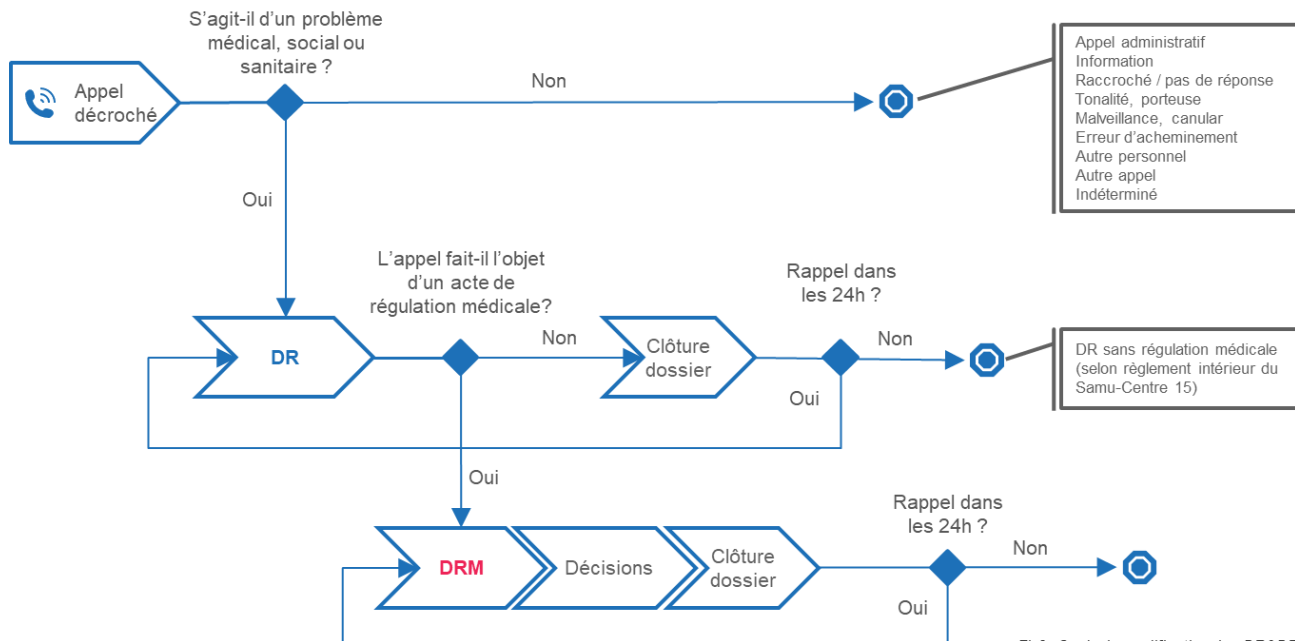 S'agit-il d'un problème
médical, social ou
sanitaire ?
Appel
décroché
Non
Appel administratif
Information
Raccroché / pas de réponse
Tonalité, porteuse
Malveillance, canular
Erreur d'acheminement
Autre personnel
Autre appel
Indéterminé
Oui
L'appel fait-il l'objet
d'un acte de
régulation médicale?
Rappel dans
les 24h ?
DR
Non
Clôture
dossier
Non
Oui
DR sans régulation médicale
(selon règlement intérieur du
Samu-Centre 15)
Oui
Rappel dans
les 24h ?
DRM
Décisions
Clôture
dossier
Non
Oui